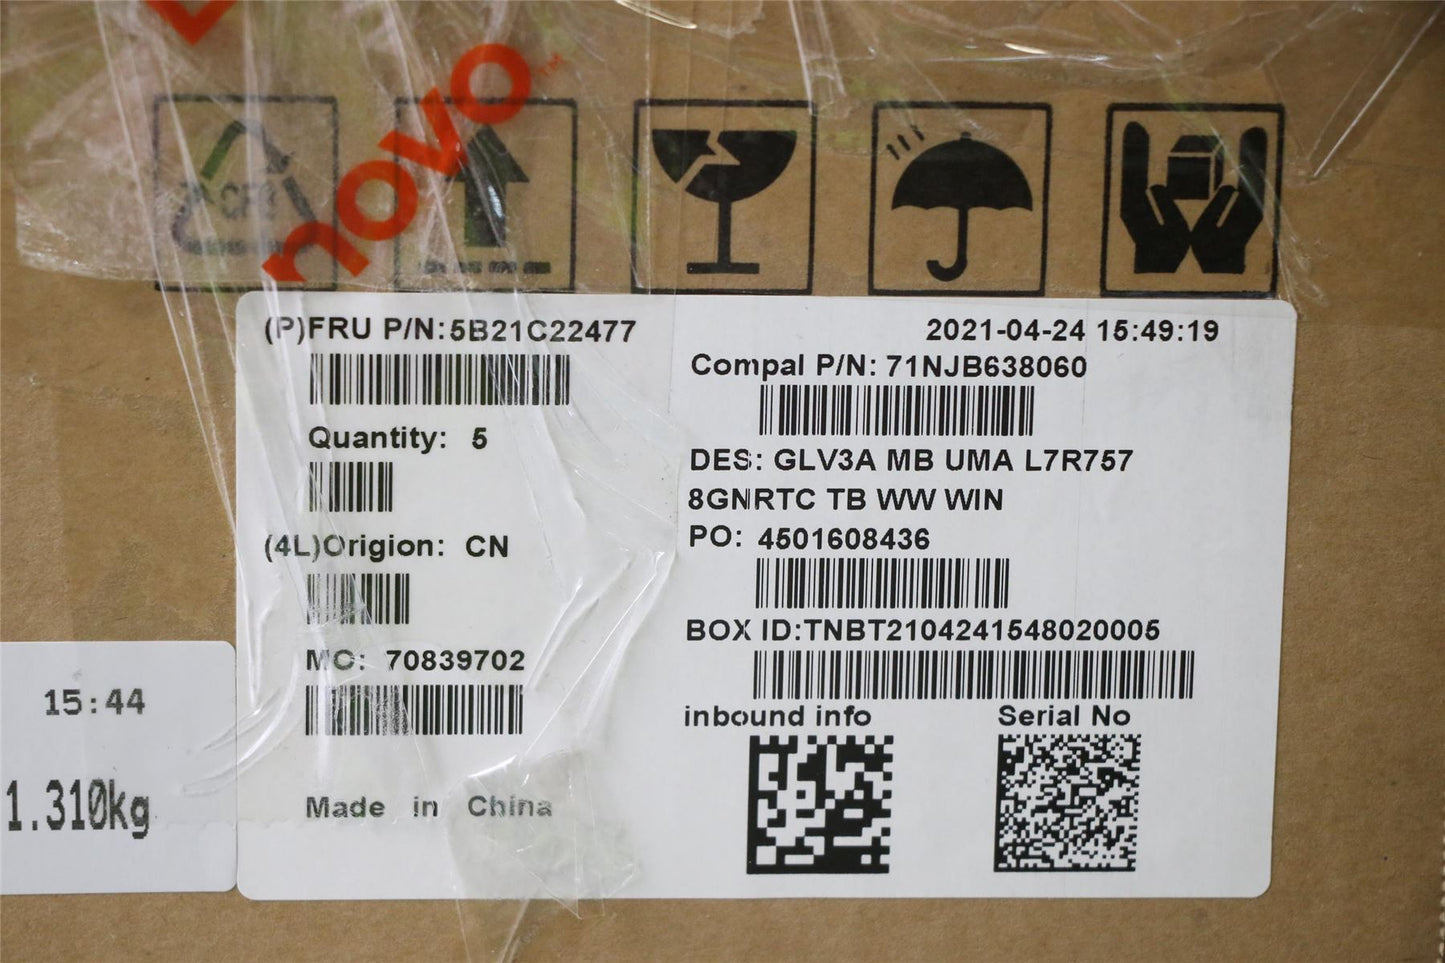 novo™
(P)FRU P/N:5B21C22477
2021-04-24 15:49:19
Compal P/N: 71NJB638060
Quantity: 5
DES: GLV3A MB UMA L7R757
8GNRTC TB WW WIN
(4L)Origion: CN
PO: 4501608436
BOX ID:TNBT2104241548020005
MO: 70839702
inbound info
Serial No
Made in China
15:44
1.310kg